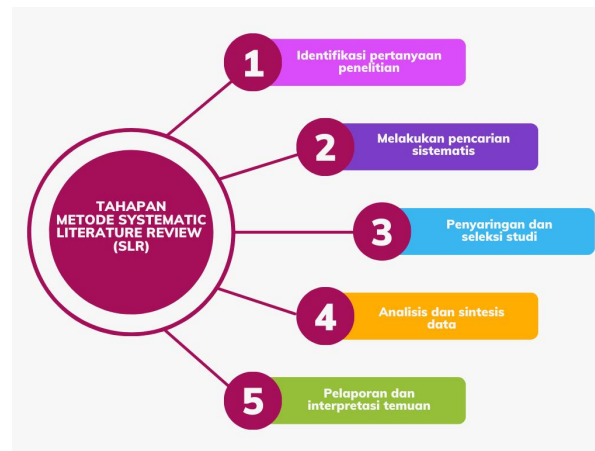 TAHAPAN
METODE SYSTEMATIC
LITERATURE REVIEW
(SLR)
1
Identifikasi pertanyaan
penelitian
2
Melakukan pencarian
sistematis
3
Penyaringan dan
seleksi studi
4
Analisis dan sintesis
data
5
Pelaporan dan
interpretasi temuan